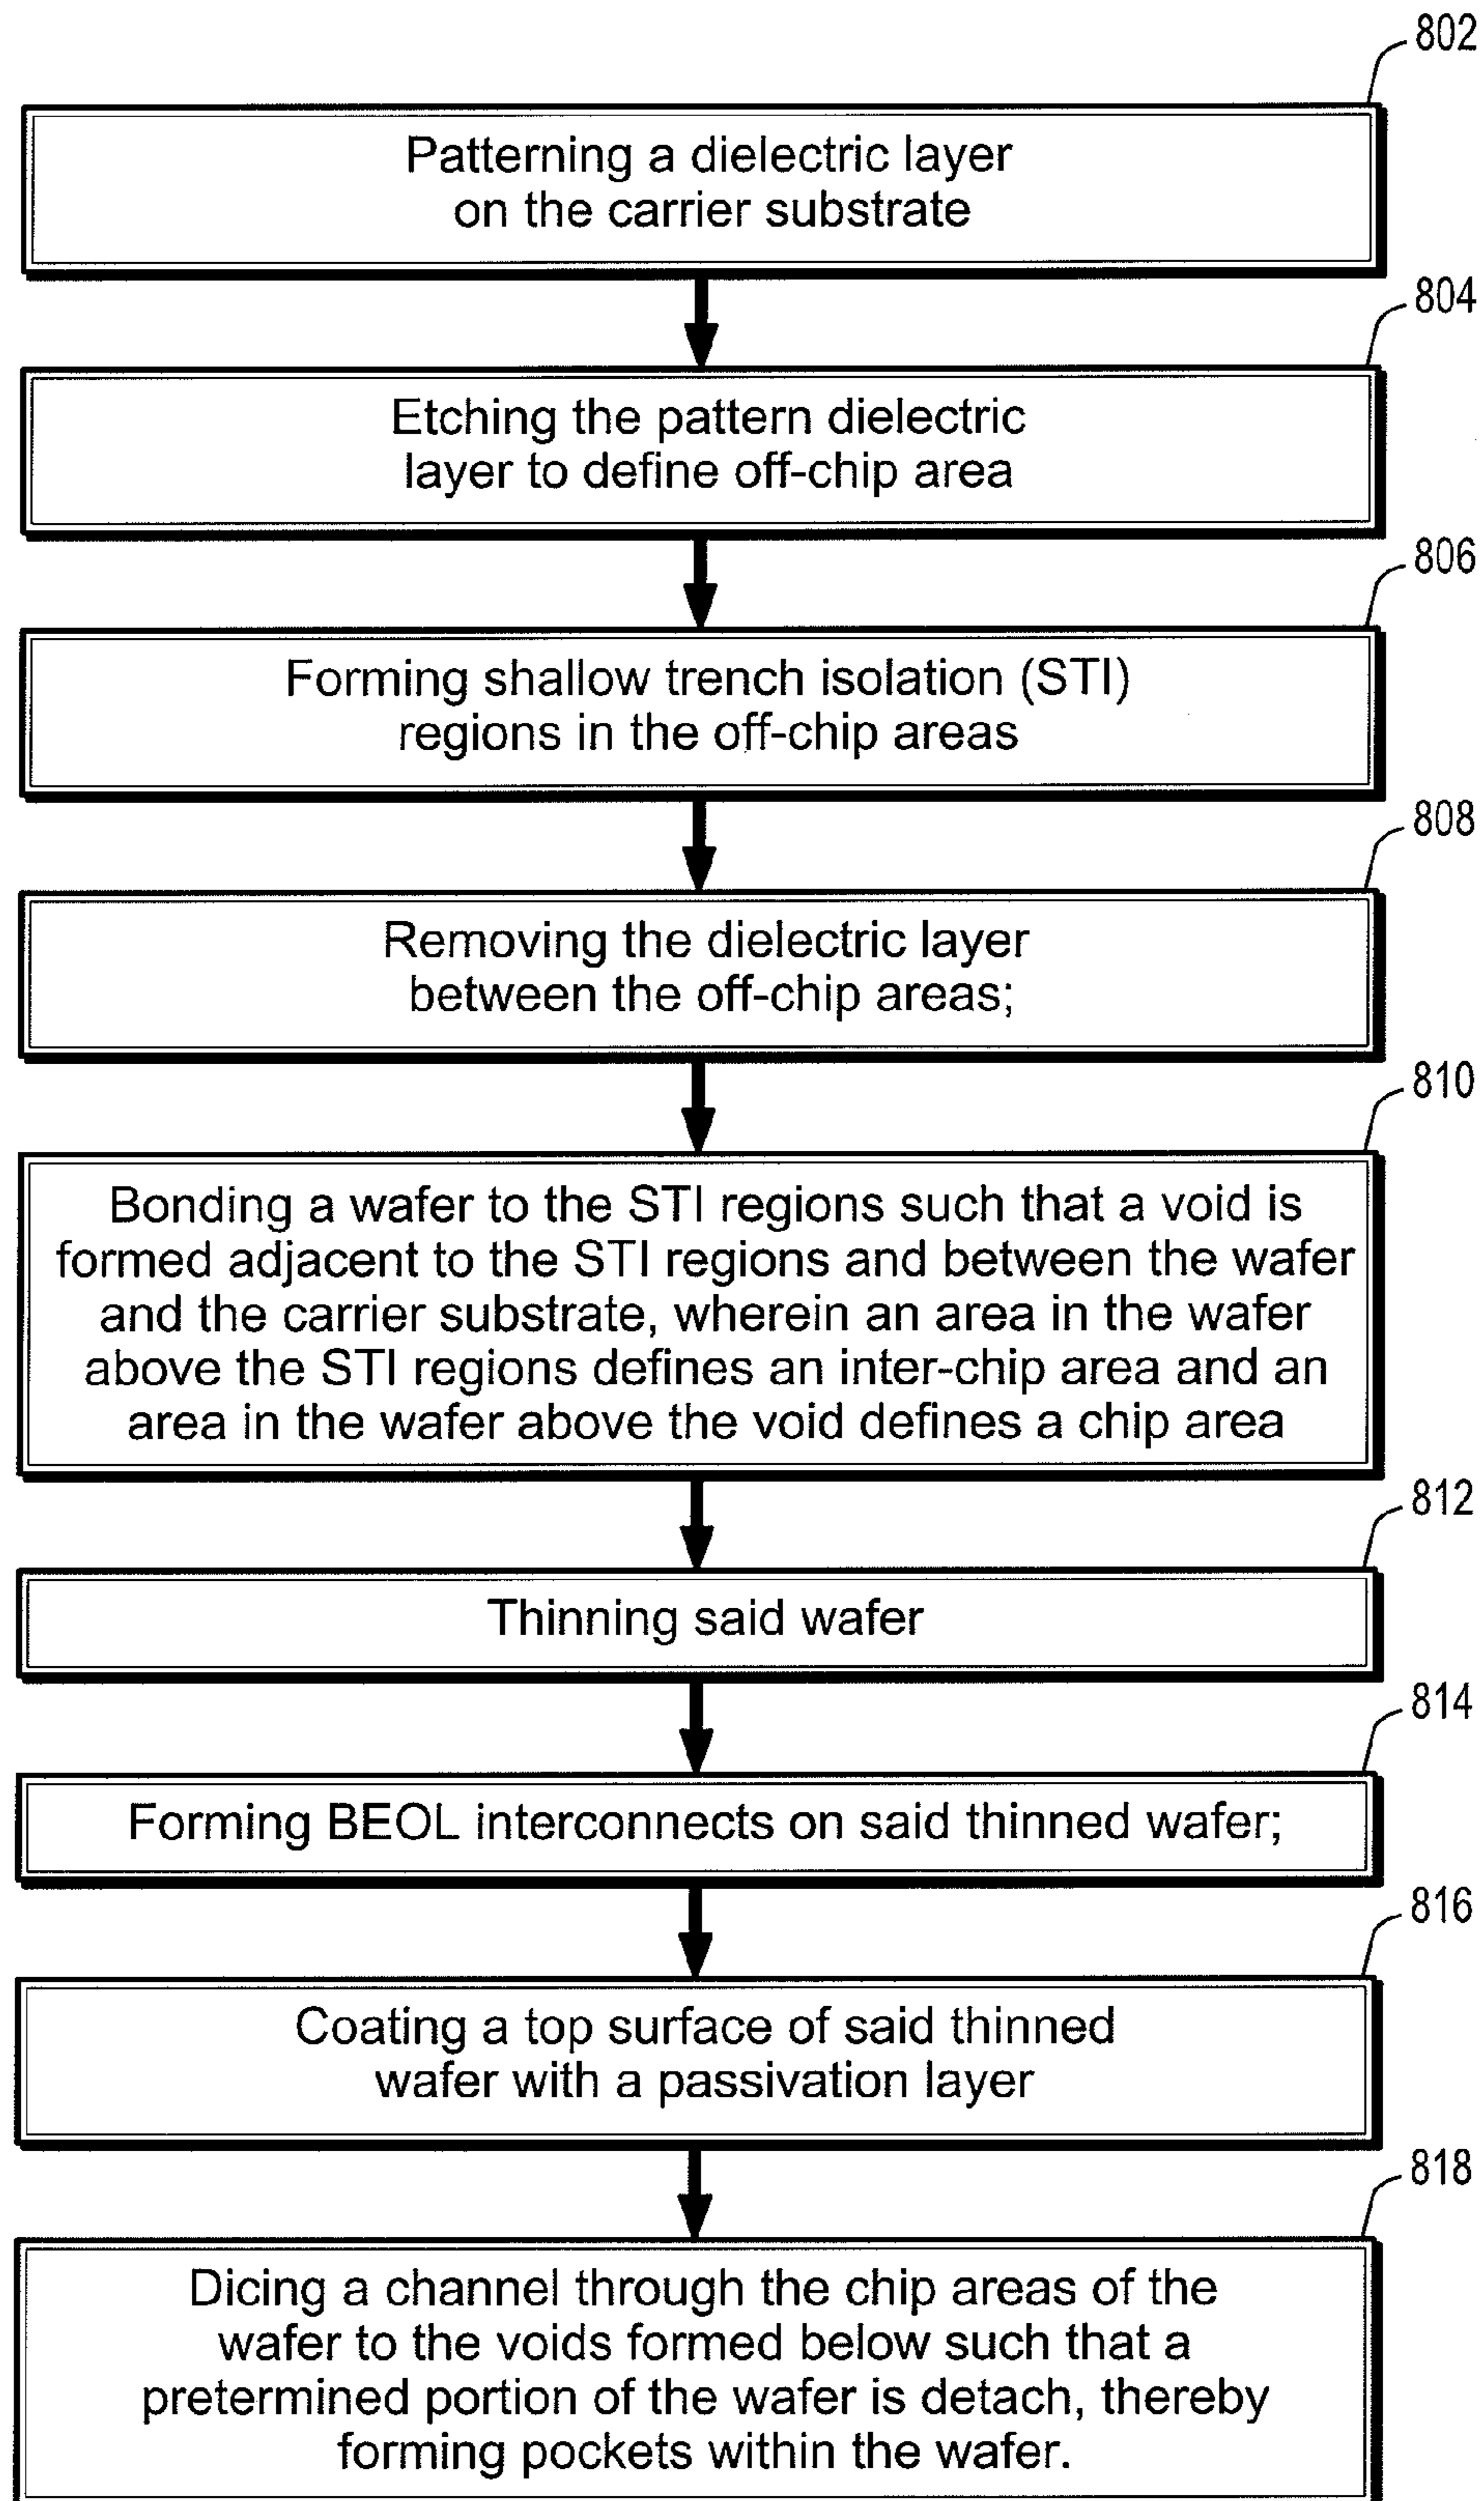 802
Patterning a dielectric layer
on the carrier substrate
804
Etching the pattern dielectric
layer to define off-chip area
806
Forming shallow trench isolation (STI)
regions in the off-chip areas
808
Removing the dielectric layer
between the off-chip areas;
810
Bonding a wafer to the STI regions such that a void is
formed adjacent to the STI regions and between the wafer
and the carrier substrate, wherein an area in the wafer
above the STI regions defines an inter-chip area and an
area in the wafer above the void defines a chip area
812
Thinning said wafer
814
Forming BEOL interconnects on said thinned wafer;
816
Coating a top surface of said thinned
wafer with a passivation layer
818
Dicing a channel through the chip areas of the
wafer to the voids formed below such that a
pretermined portion of the wafer is detach, thereby
forming pockets within the wafer.